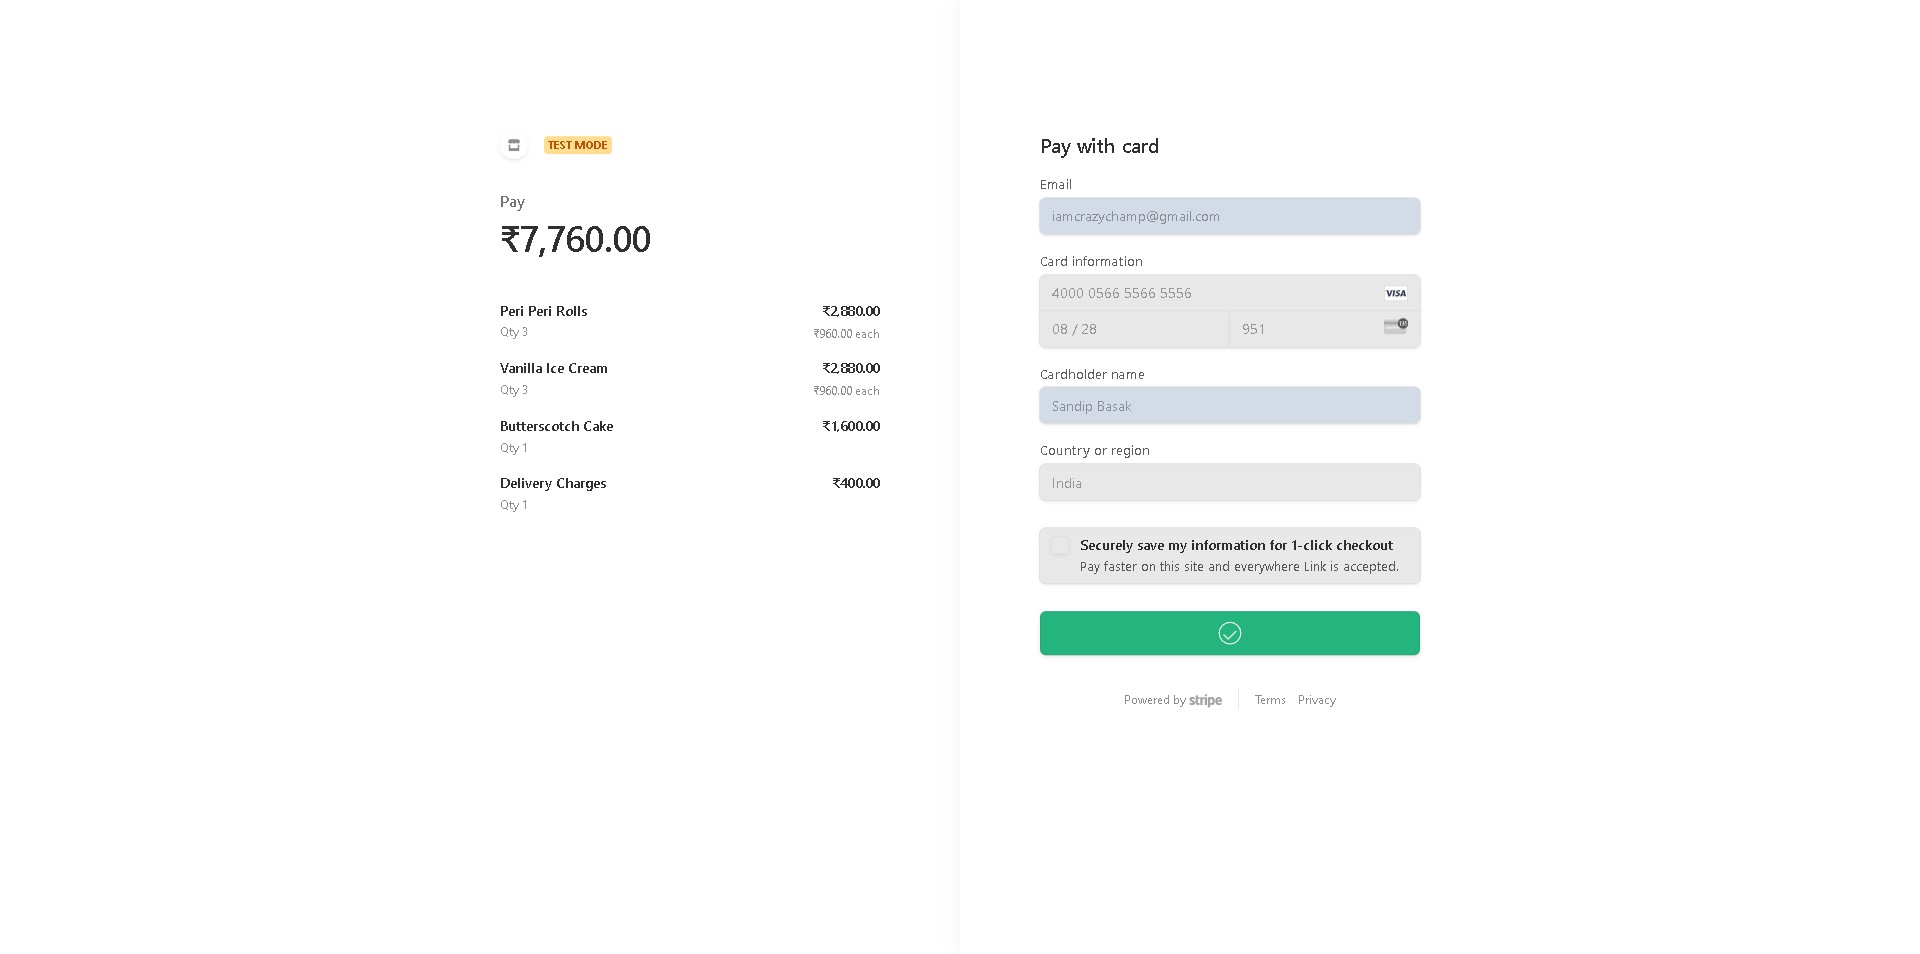 TEST MODE
Pay
₹7,760.00
Peri Peri Rolls ₹2,880.00
Qty 3 ₹960.00 each
Vanilla Ice Cream ₹2,880.00
Qty 3 ₹960.00 each
Butterscotch Cake ₹1,600.00
Qty 1
Delivery Charges ₹400.00
Qty 1
Pay with card
Email
iamcrazychamp@gmail.com
Card information
4000 0566 5566 5556 VISA
08 / 28 951
Cardholder name
Sandip Basak
Country or region
India
Securely save my information for 1-click checkout
Pay faster on this site and everywhere Link is accepted.
Powered by stripe Terms Privacy